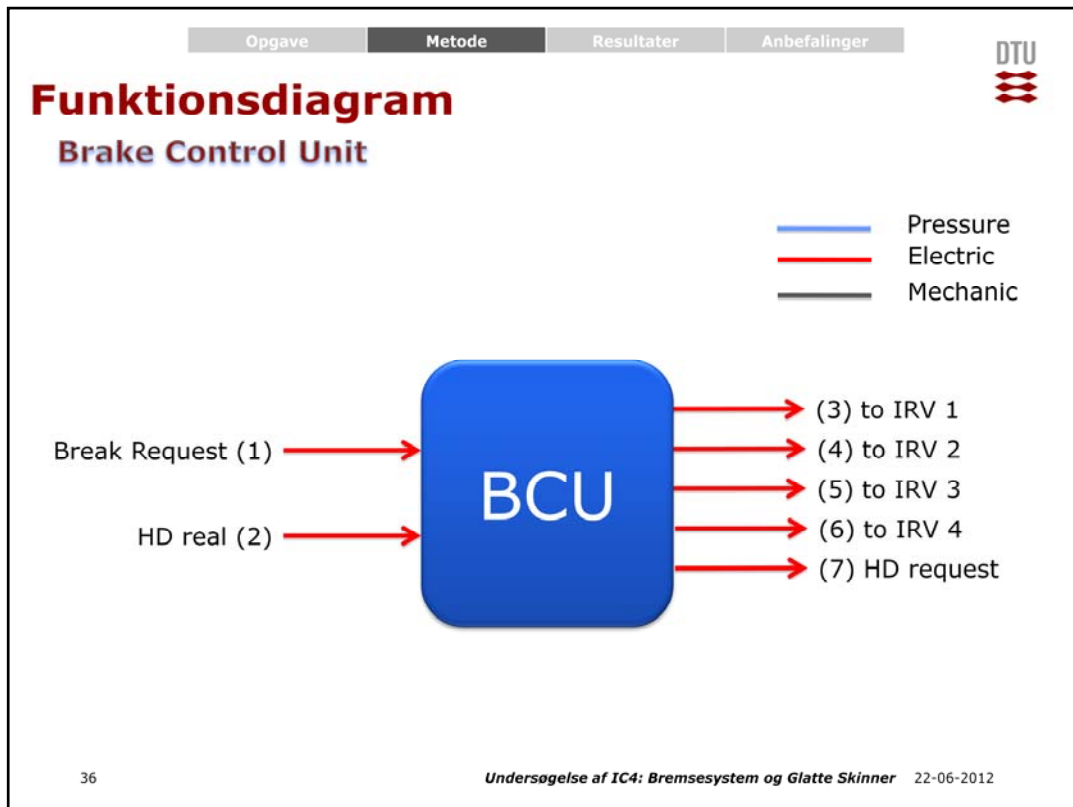 Opgave Metode Resultater Anbefalinger
DTU
Funktionsdiagram
Brake Control Unit
Pressure
Electric
Mechanic
Break Request (1)
HD real (2)
BCU
(3) to IRV 1
(4) to IRV 2
(5) to IRV 3
(6) to IRV 4
(7) HD request
36 Undersøgelse af IC4: Bremsesystem og Glatte Skinner 22-06-2012